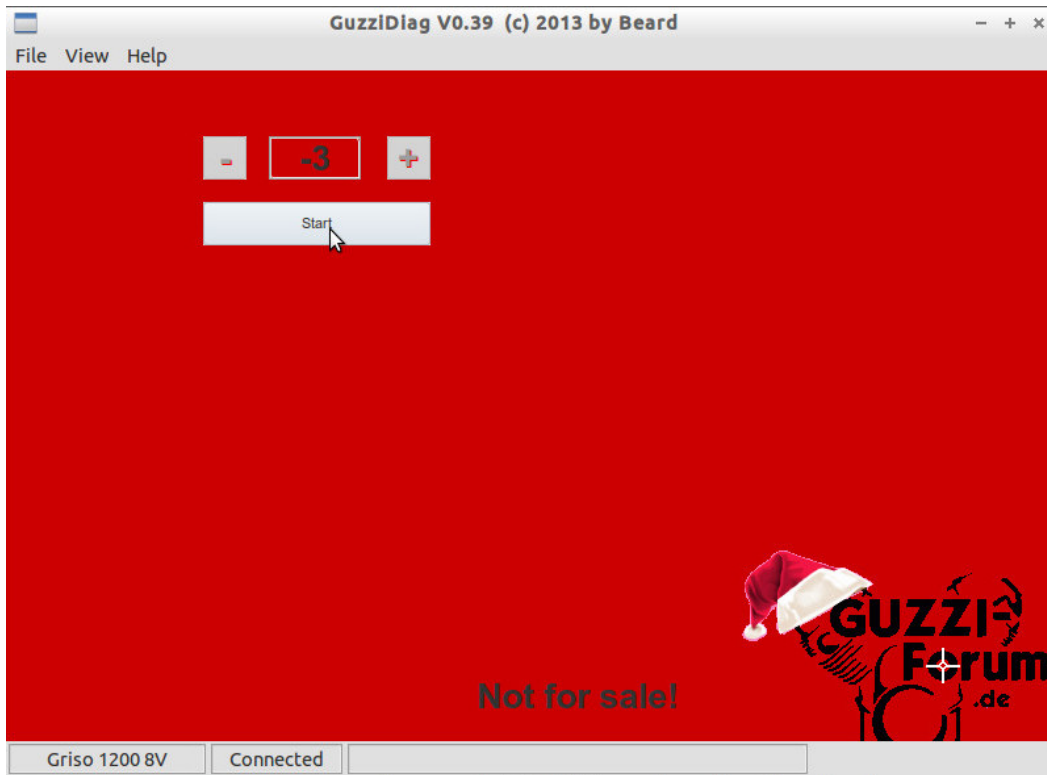 GuzziDiag V0.39 (c) 2013 by Beard
File View Help
- -3 +
Start
GUZZI-
Forum
.de
Not for sale!
Griso 1200 8V Connected